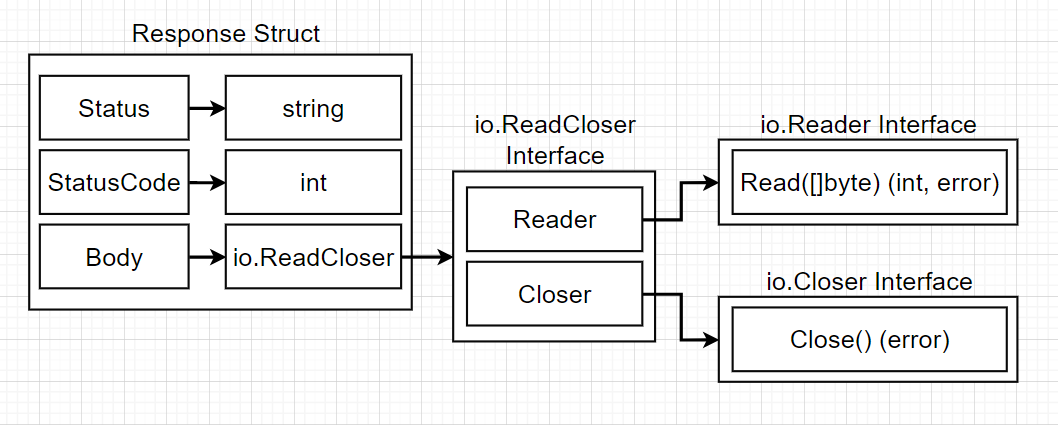 Response Struct
Status
string
StatusCode
int
Body
io.ReadCloser
io.ReadCloser
Interface
Reader
Closer
io.Reader Interface
Read([]byte) (int, error)
io.Closer Interface
Close() (error)